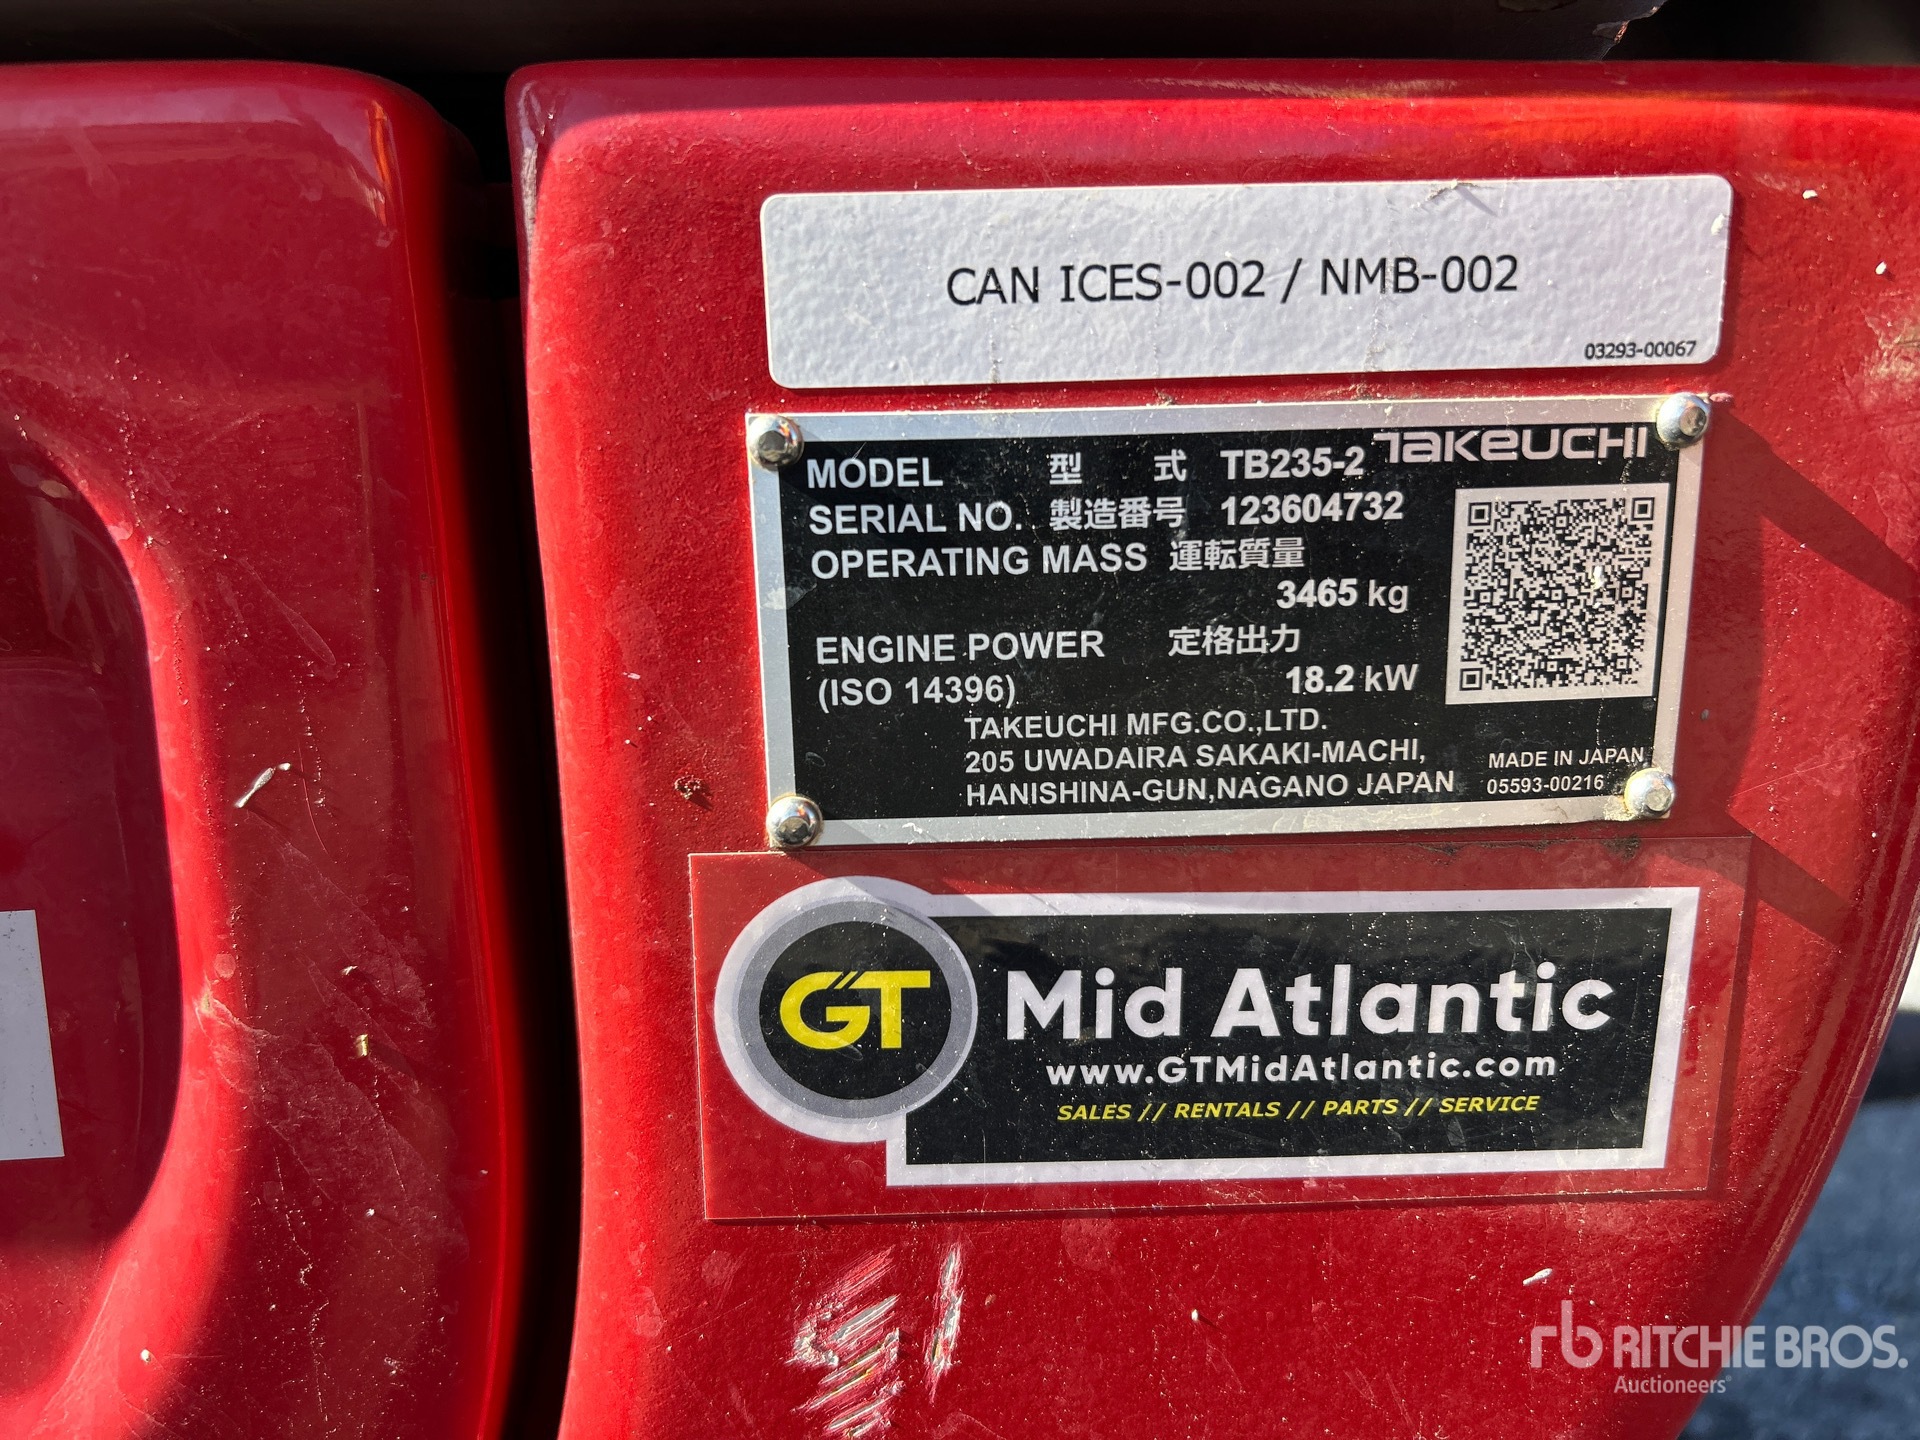 CAN ICES-002 / NMB-002
03293-00067
TAKEUCHI
MODEL 型 式 TB235-2
SERIAL NO. 製造番号 123604732
OPERATING MASS 運転質量
3465 kg
ENGINE POWER 定格出力
(ISO 14396) 18.2 kW
TAKEUCHI MFG.CO.,LTD.
205 UWADAIRA SAKAKI-MACHI,
HANISHINA-GUN,NAGANO JAPAN
MADE IN JAPAN
05593-00216
GT Mid Atlantic
www.GTMidAtlantic.com
SALES // RENTALS // PARTS // SERVICE
rb RITCHIE BROS.
Auctioneers